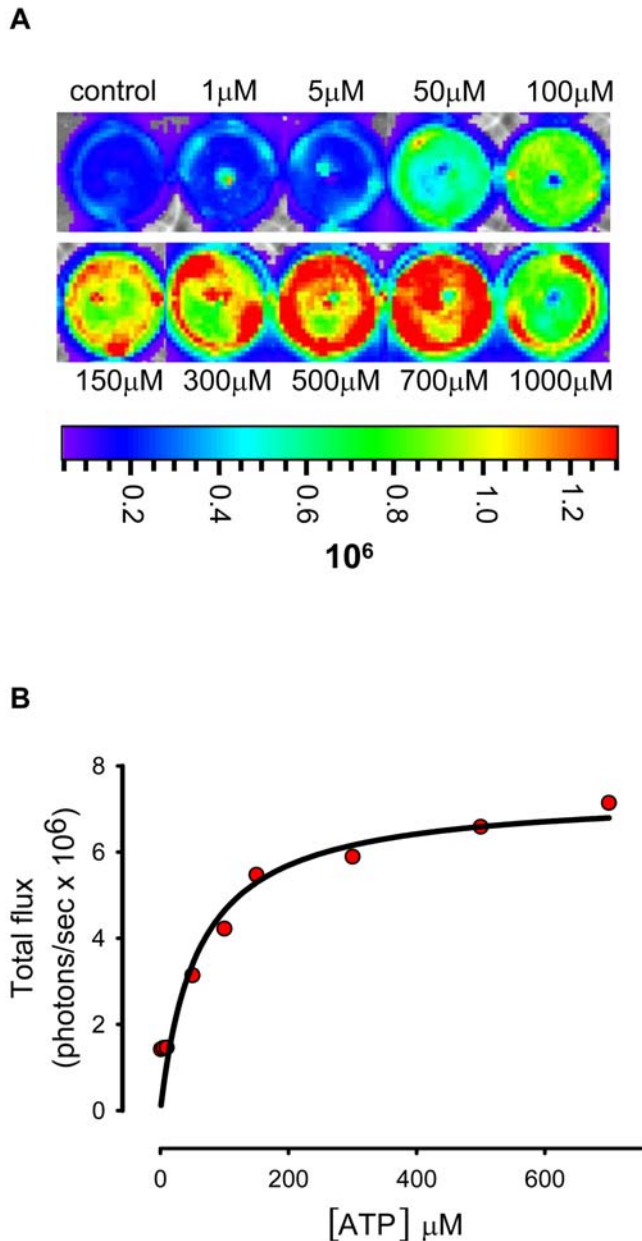 A
control 1μM 5μM 50μM 100μM
150μM 300μM 500μM 700μM 1000μM
0.2 0.4 0.6 0.8 1.0 1.2
10⁶
B
Total flux
(photons/sec x 10⁶)
8
6
4
2
0
0 200 400 600
[ATP] μM